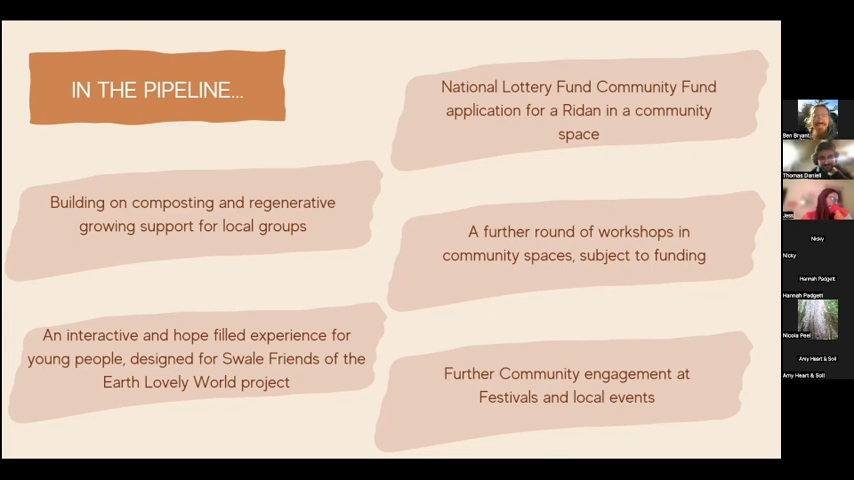 IN THE PIPELINE...
Building on composting and regenerative
growing support for local groups
An interactive and hope filled experience for
young people, designed for Swale Friends of the
Earth Lovely World project
National Lottery Fund Community Fund
application for a Ridan in a community
space
A further round of workshops in
community spaces, subject to funding
Further Community engagement at
Festivals and local events
Ben Bryant
Thomas Daniell
Jess
Nicky
Nicky
Hannah Padgett
Hannah Padgett
Nicola Peel
Amy Heart & Soil
Amy Heart & Soil